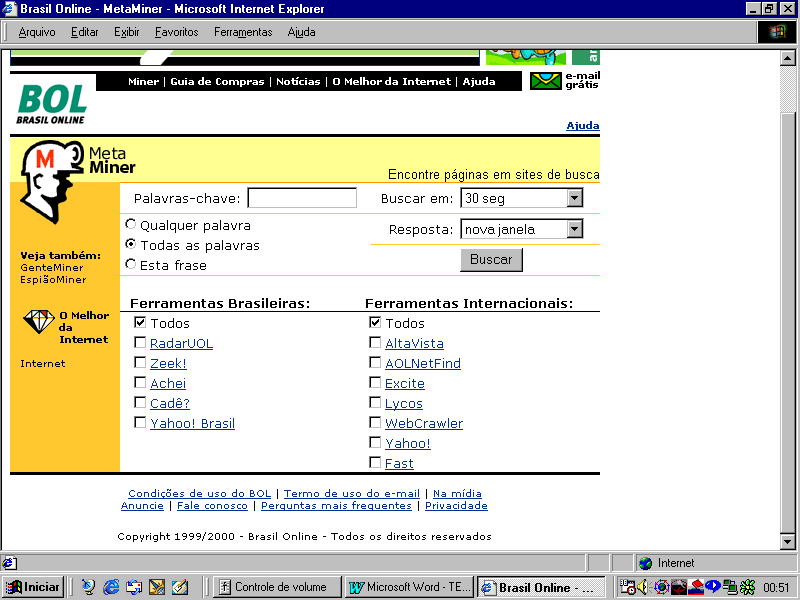 Brasil Online - MetaMiner - Microsoft Internet Explorer
Arquivo Editar Exibir Favoritos Ferramentas Ajuda
Miner | Guia de Compras | Notícias | O Melhor da Internet | Ajuda
e-mail
grátis
BOL
BRASIL ONLINE
Ajuda
M
Meta
Miner
Encontre páginas em sites de busca
Palavras-chave:
Buscar em: 30 seg
Qualquer palavra
Resposta: nova janela
Todas as palavras
Esta frase
Buscar
Veja também:
GenteMiner
EspiãoMiner
O Melhor
da
Internet
Internet
Ferramentas Brasileiras:
Todos
RadarUOL
Zeek!
Achei
Cadê?
Yahoo! Brasil
Ferramentas Internacionais:
Todos
AltaVista
AOLNetFind
Excite
Lycos
WebCrawler
Yahoo!
Fast
Condições de uso do BOL | Termo de uso do e-mail | Na mídia
Anuncie | Fale conosco | Perguntas mais frequentes | Privacidade
Copyright 1999/2000 - Brasil Online - Todos os direitos reservados
Internet
Iniciar
Controle de volume
Microsoft Word - TE...
Brasil Online - ...
00:51